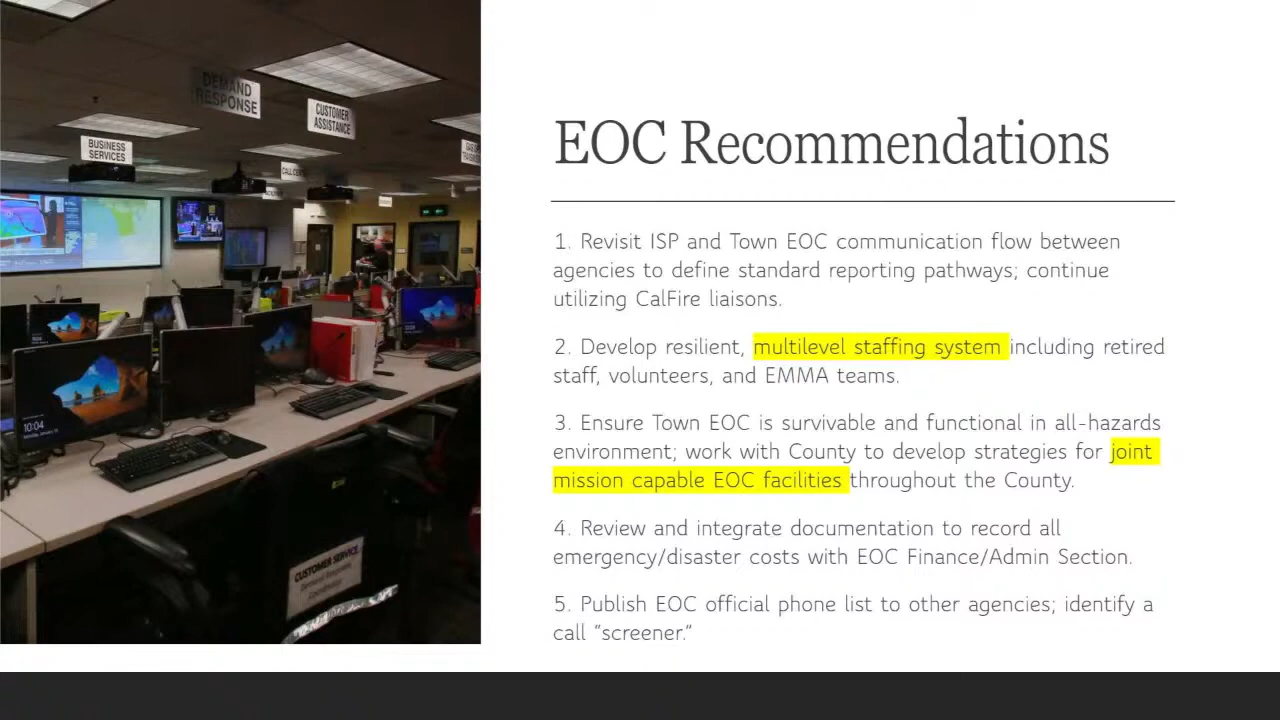 DEMAND
RESPONSE
CUSTOMER
ASSISTANCE
BUSINESS
SERVICES
10:04
CUSTOMER SERVICE
EOC Recommendations
1. Revisit ISP and Town EOC communication flow between
agencies to define standard reporting pathways; continue
utilizing CalFire liaisons.
2. Develop resilient, multilevel staffing system including retired
staff, volunteers, and EMMA teams.
3. Ensure Town EOC is survivable and functional in all-hazards
environment; work with County to develop strategies for joint
mission capable EOC facilities throughout the County.
4. Review and integrate documentation to record all
emergency/disaster costs with EOC Finance/Admin Section.
5. Publish EOC official phone list to other agencies; identify a
call "screener."